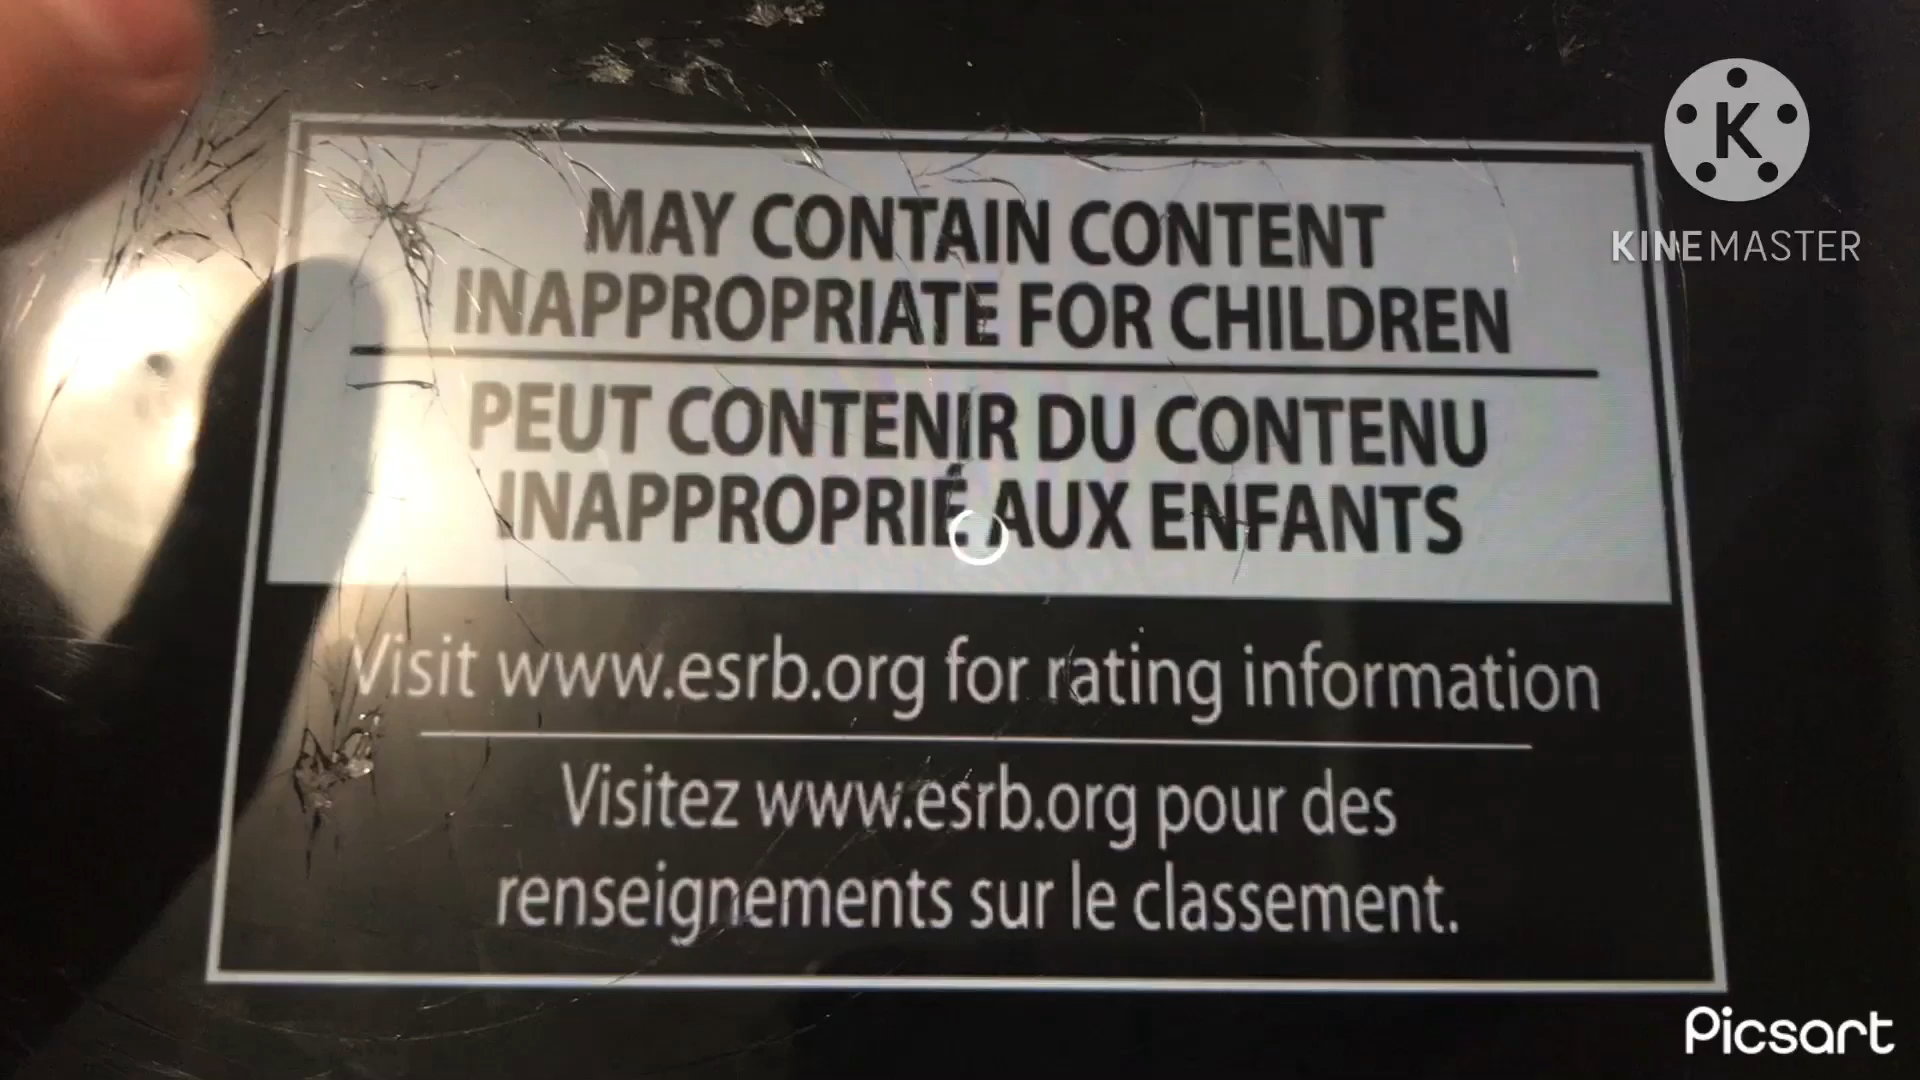 MAY CONTAIN CONTENT
INAPPROPRIATE FOR CHILDREN
PEUT CONTENIR DU CONTENU
INAPPROPRIÉ AUX ENFANTS
Visit www.esrb.org for rating information
Visitez www.esrb.org pour des
renseignements sur le classement.
K
KINEMASTER
Picsart